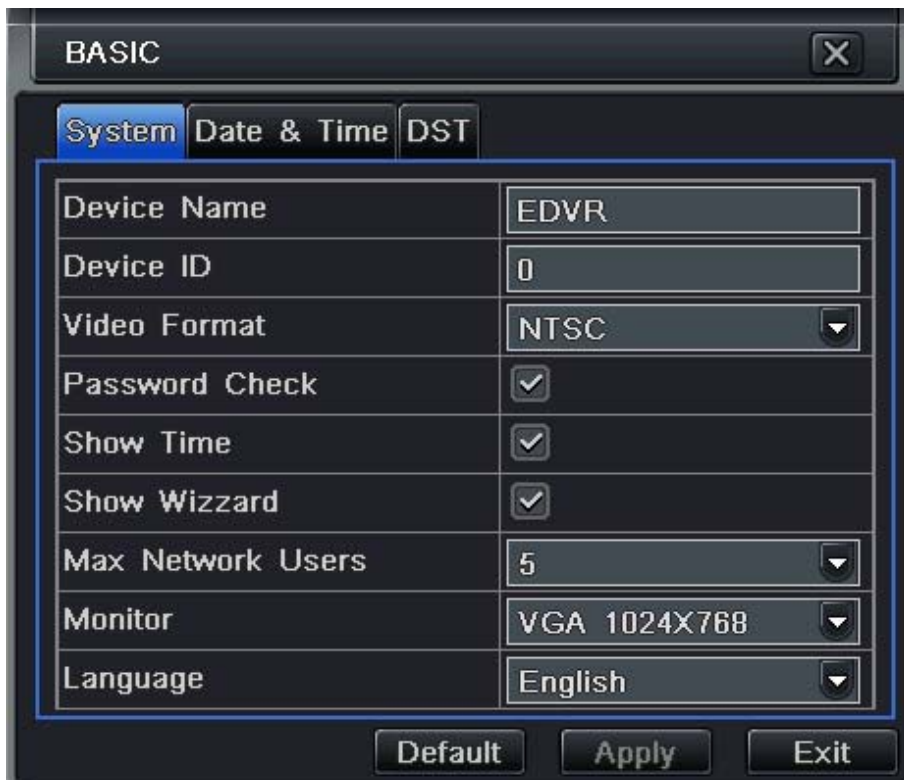 BASIC
System Date & Time DST
Device Name EDVR
Device ID 0
Video Format NTSC
Password Check
Show Time
Show Wizzard
Max Network Users 5
Monitor VGA 1024X768
Language English
Default Apply Exit